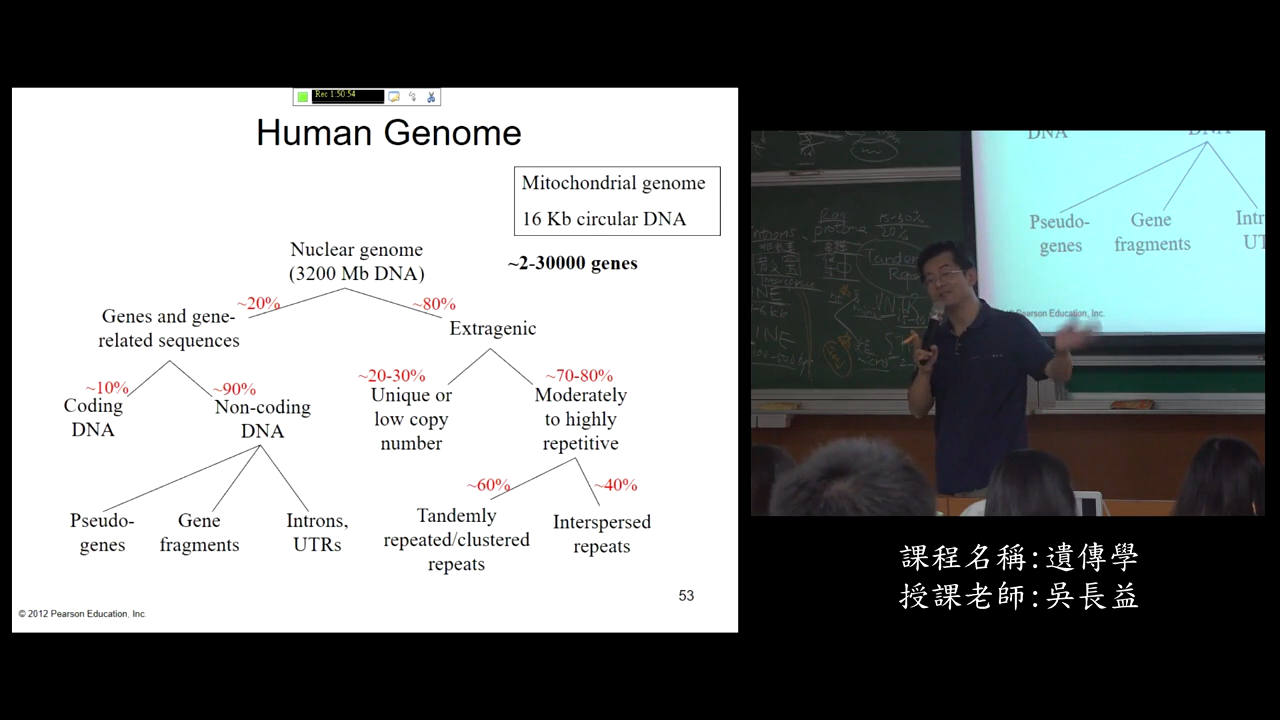 Rec 1:50:54
Human Genome
Mitochondrial genome
16 Kb circular DNA
Nuclear genome
(3200 Mb DNA)
~2-30000 genes
~20%
~80%
Genes and gene-
related sequences
Extragenic
~10%
~90%
~20-30%
~70-80%
Coding
DNA
Non-coding
DNA
Unique or
low copy
number
Moderately
to highly
repetitive
~60%
~40%
Pseudo-
genes
Gene
fragments
Introns,
UTRs
Tandemly
repeated/clustered
repeats
Interspersed
repeats
53
© 2012 Pearson Education, Inc.
DNA
DNA
Pseudo-
genes
Gene
fragments
Intr
UT
Pearson Education, Inc.
Tande
Rep
課程名稱:遺傳學
授課老師:吳長益